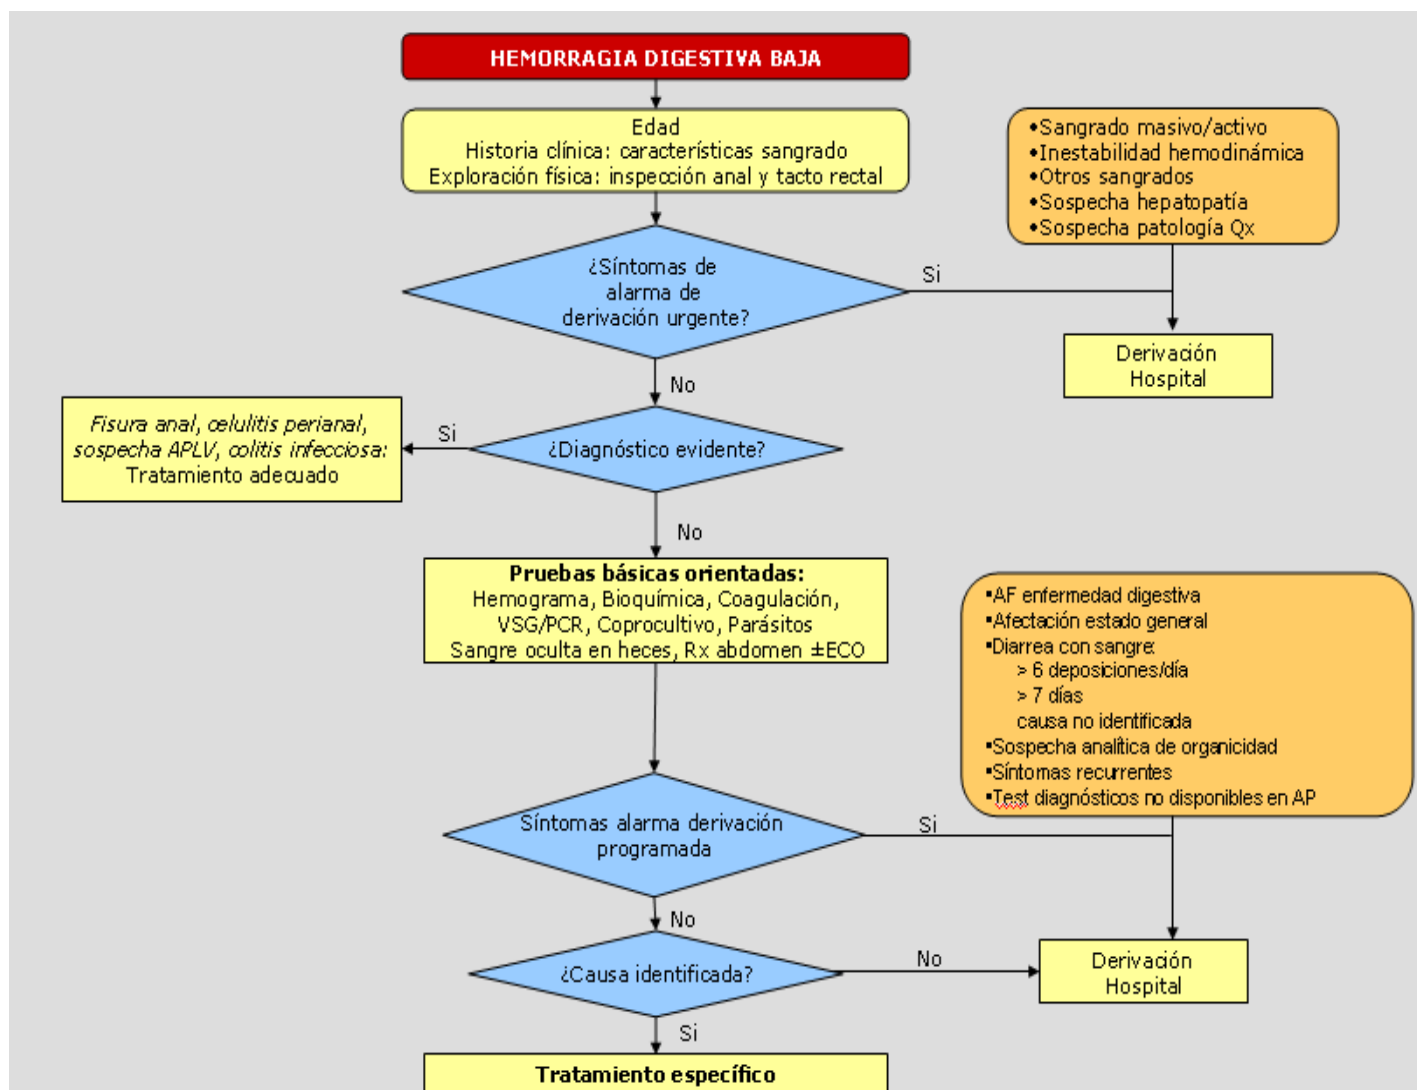 HEMORRAGIA DIGESTIVA BAJA
Edad
Historia clínica: características sangrado
Exploración física: inspección anal y tacto rectal
•Sangrado masivo/activo
•Inestabilidad hemodinámica
•Otros sangrados
•Sospecha hepatopatía
•Sospecha patología Qx
¿Síntomas de
alarma de
derivación urgente?
Si
Derivación
Hospital
No
Fisura anal, celulitis perianal,
sospecha APLV, colitis infecciosa:
Tratamiento adecuado
Si
¿Diagnóstico evidente?
No
Pruebas básicas orientadas:
Hemograma, Bioquímica, Coagulación,
VSG/PCR, Coprocultivo, Parásitos
Sangre oculta en heces, Rx abdomen ±ECO
▪AF enfermedad digestiva
▪Afectación estado general
▪Diarrea con sangre:
> 6 deposiciones/día
> 7 días
causa no identificada
▪Sospecha analítica de organicidad
▪Síntomas recurrentes
▪Test diagnósticos no disponibles en AP
Síntomas alarma derivación
programada
Si
No
¿Causa identificada?
No
Derivación
Hospital
Si
Tratamiento específico